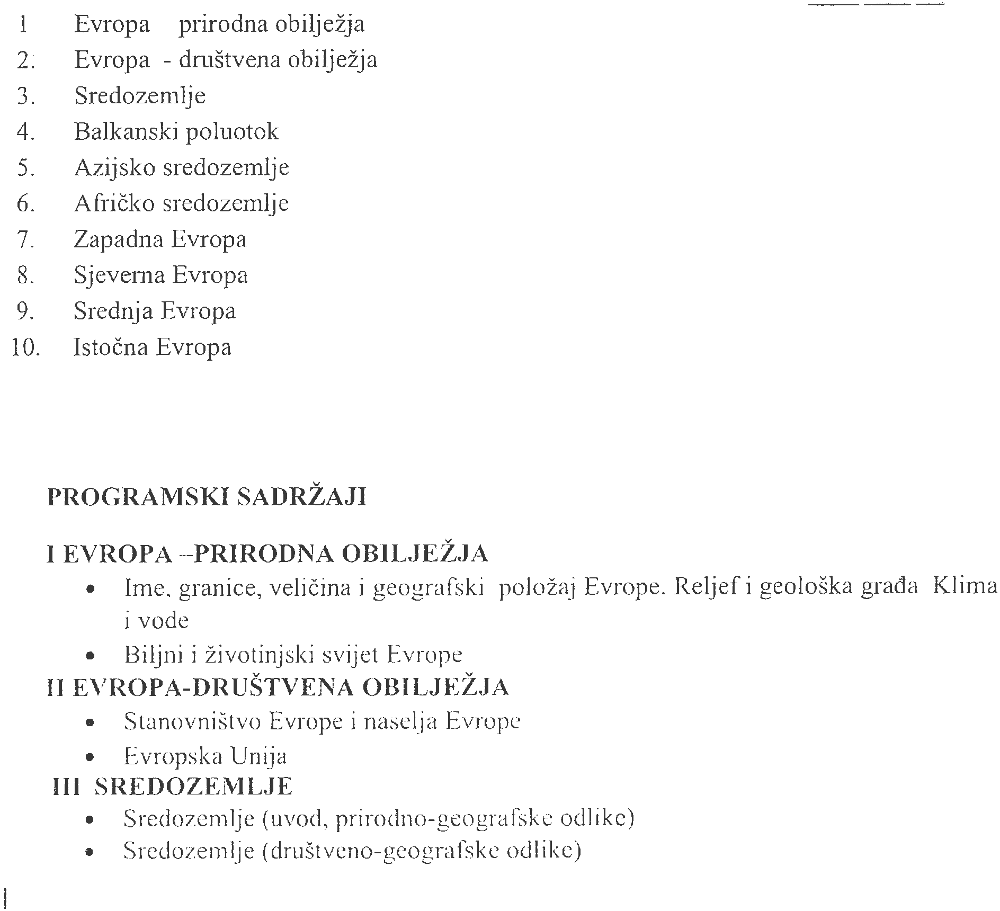 1 Evropa prirodna obilježja
2. Evropa - društvena obilježja
3. Sredozemlje
4. Balkanski poluotok
5. Azijsko sredozemlje
6. Afričko sredozemlje
7. Zapadna Evropa
8. Sjeverna Evropa
9. Srednja Evropa
10. Istočna Evropa
PROGRAMSKI SADRŽAJI
I EVROPA –PRIRODNA OBILJEŽJA
• Ime, granice, veličina i geografski položaj Evrope. Reljef i geološka građa Klima
i vode
• Biljni i životinjski svijet Evrope
II EVROPA-DRUŠTVENA OBILJEŽJA
• Stanovništvo Evrope i naselja Evrope
• Evropska Unija
III SREDOZEMLJE
• Sredozemlje (uvod, prirodno-geografske odlike)
• Sredozemlje (društveno-geografske odlike)